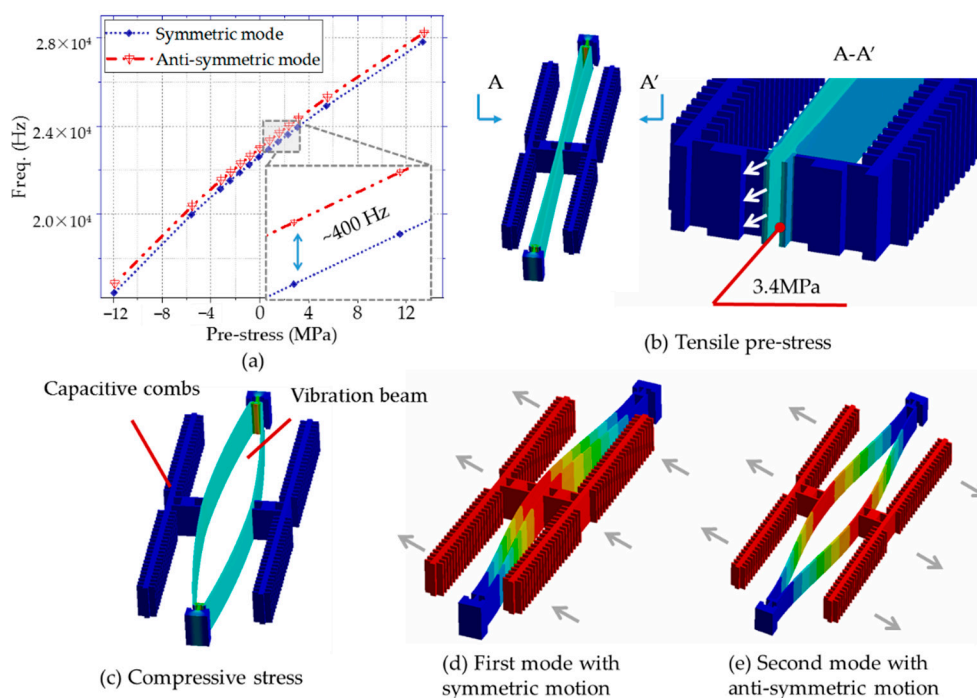 2.8×10⁴
2.4×10⁴
2.0×10⁴
Freq. (Hz)
Symmetric mode
Anti-symmetric mode
~400 Hz
−12 −8 −4 0 4 8 12
Pre-stress (MPa)
(a)
A A'
A-A'
3.4MPa
(b) Tensile pre-stress
Capacitive combs
Vibration beam
(c) Compressive stress
(d) First mode with
symmetric motion
(e) Second mode with
anti-symmetric motion